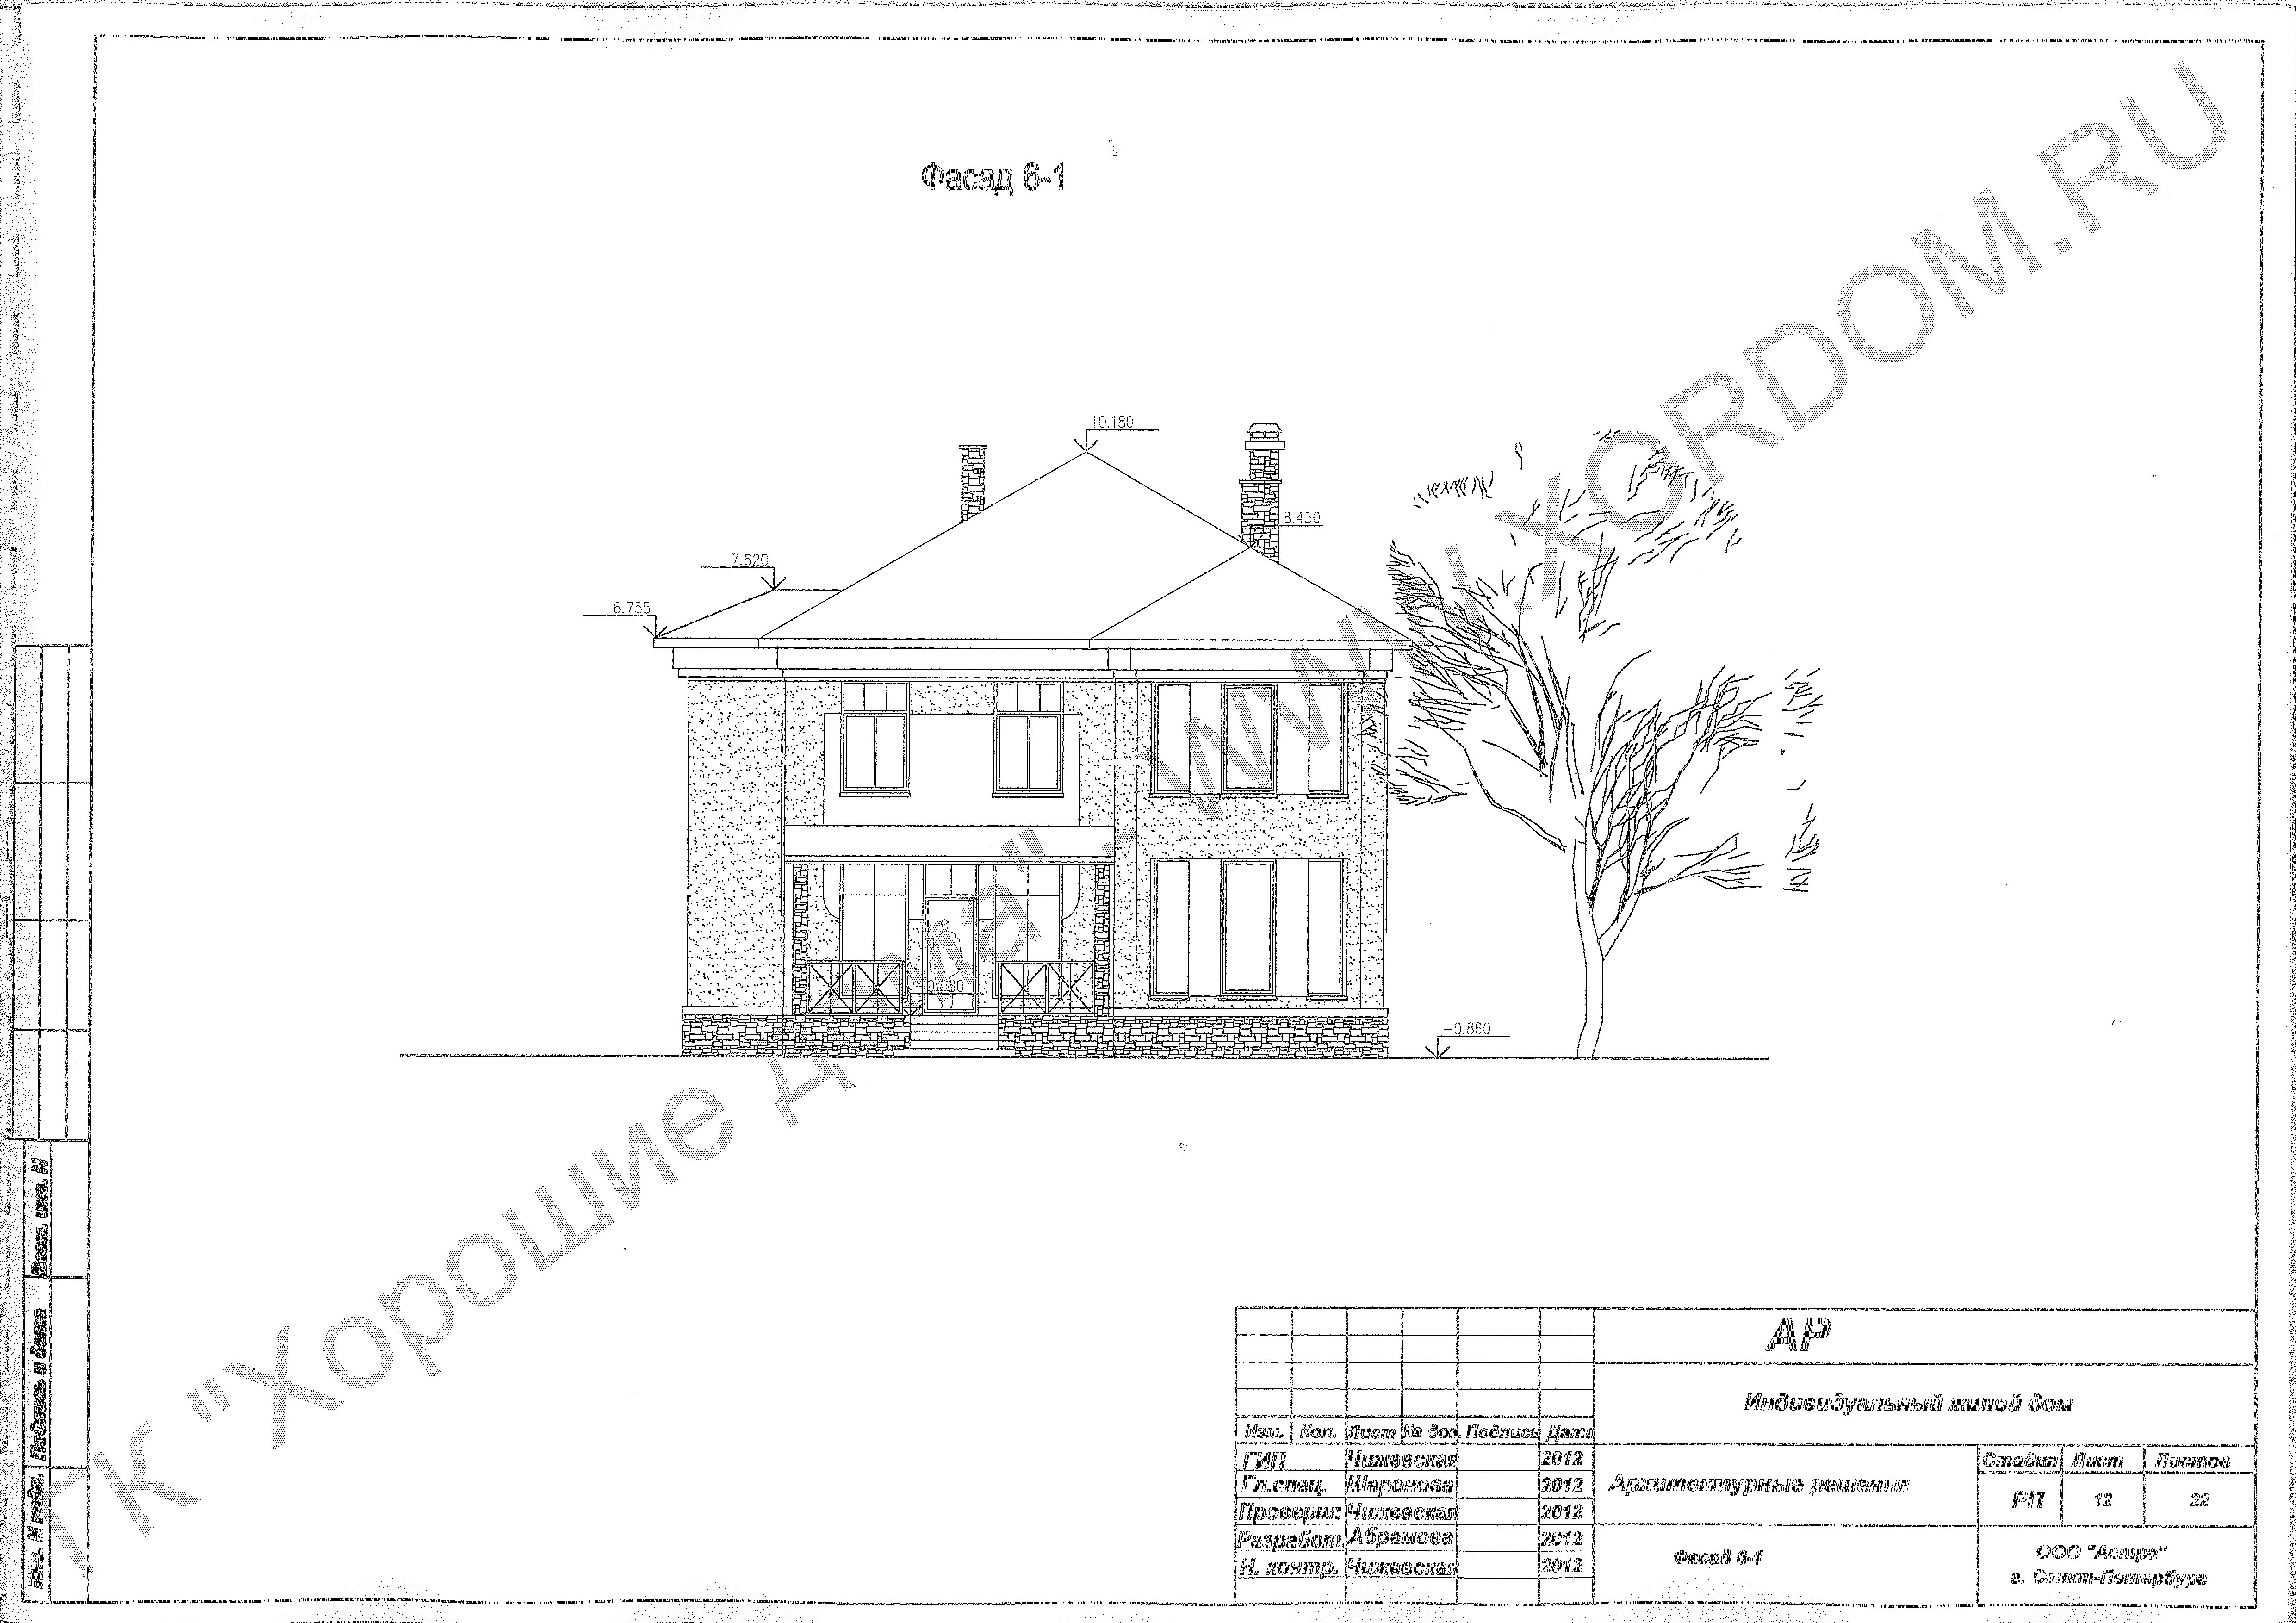 Фасад 6-1
10.180
8.450
7.620
6.755
-0.080
-0.860
ГК "Хорошие дома" - WWW.XORDOM.RU
Взам. инв. N
Подпись и дата
Инв. N подл.
АР
Индивидуальный жилой дом
Изм. Кол. Лист № док. Подпись Дата
ГИП Чижевская 2012
Гл.спец. Шаронова 2012
Проверил Чижевская 2012
Разработ. Абрамова 2012
Н. контр. Чижевская 2012
Архитектурные решения
Стадия Лист Листов
РП 12 22
Фасад 6-1
ООО "Астра"
г. Санкт-Петербург